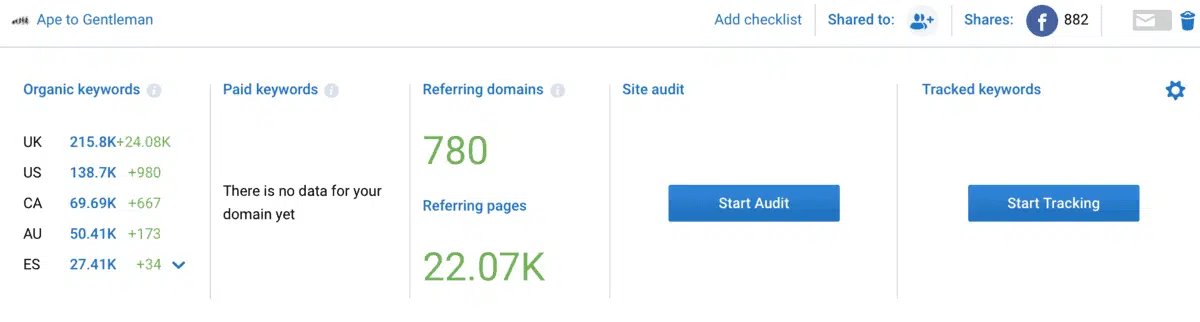 Ape to Gentleman
Add checklist
Shared to:
Shares:
882
Organic keywords
Paid keywords
Referring domains
Site audit
Tracked keywords
UK 215.8K +24.08K
US 138.7K +980
CA 69.69K +667
AU 50.41K +173
ES 27.41K +34
There is no data for your
domain yet
780
Referring pages
22.07K
Start Audit
Start Tracking